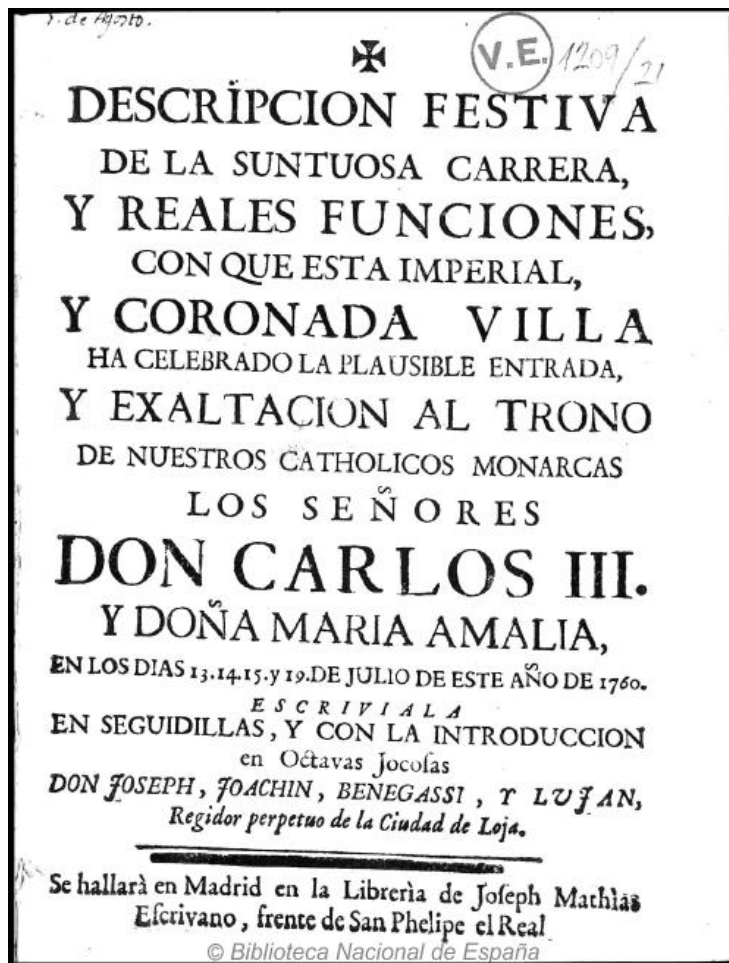 5. de Agosto.
V.E. 1209/21
DESCRIPCION FESTIVA
DE LA SUNTUOSA CARRERA,
Y REALES FUNCIONES,
CON QUE ESTA IMPERIAL,
Y CORONADA VILLA
HA CELEBRADO LA PLAUSIBLE ENTRADA,
Y EXALTACION AL TRONO
DE NUESTROS CATHOLICOS MONARCAS
LOS SEÑORES
DON CARLOS III.
Y DOÑA MARIA AMALIA,
EN LOS DIAS 13.14.15.y 19.DE JULIO DE ESTE AÑO DE 1760.
ESCRIVIALA
EN SEGUIDILLAS, Y CON LA INTRODUCCION
en Octavas Jocoſas
DON JOSEPH, JOACHIN, BENEGASSI, Y LUJAN,
Regidor perpetuo de la Ciudad de Loja.
Se hallarà en Madrid en la Librerìa de Joſeph Mathìas
Eſcrivano, frente de San Phelipe el Real
© Biblioteca Nacional de España